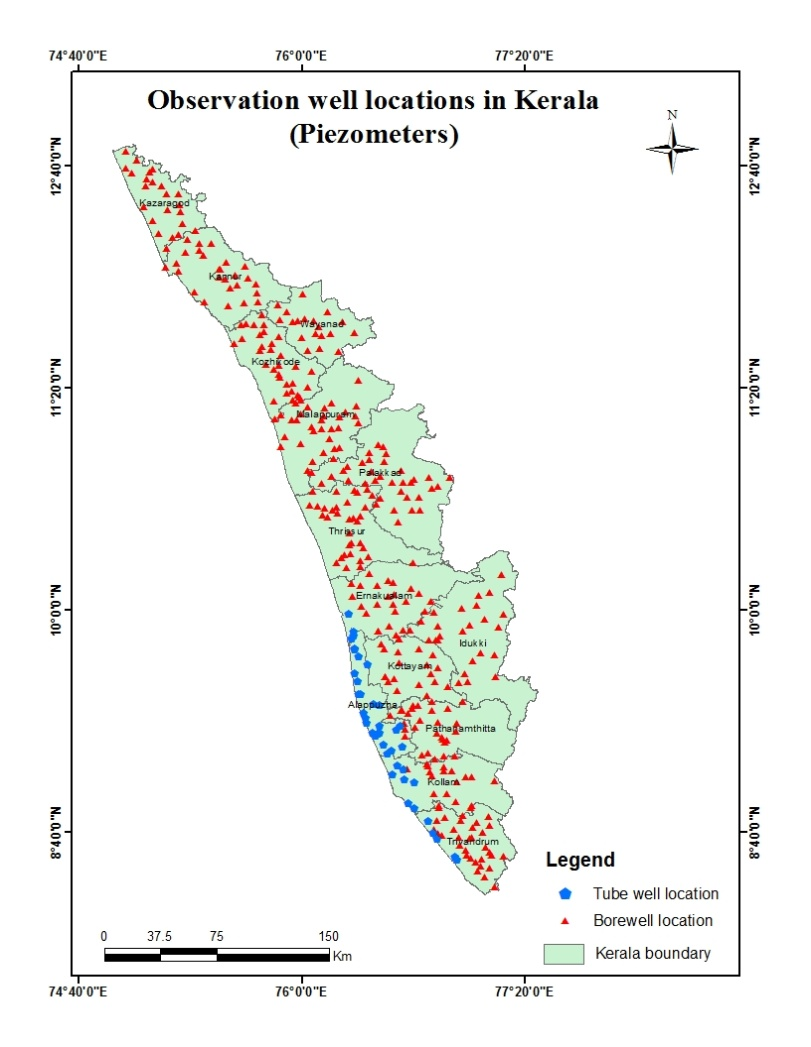 74°40'0"E 76°0'0"E 77°20'0"E
Observation well locations in Kerala
(Piezometers)
N
12°40'0"N 12°40'0"N
Kazaragod
Kannur
Wayanad
Kozhikode
11°20'0"N 11°20'0"N
Malappuram
Palakkad
Thrissur
Ernakualam
10°0'0"N 10°0'0"N
Idukki
Kottayam
Alappuzha
Pathanamthitta
Kollam
8°40'0"N 8°40'0"N
Trivandrum
Legend
Tube well location
Borewell location
Kerala boundary
0 37.5 75 150
Km
74°40'0"E 76°0'0"E 77°20'0"E